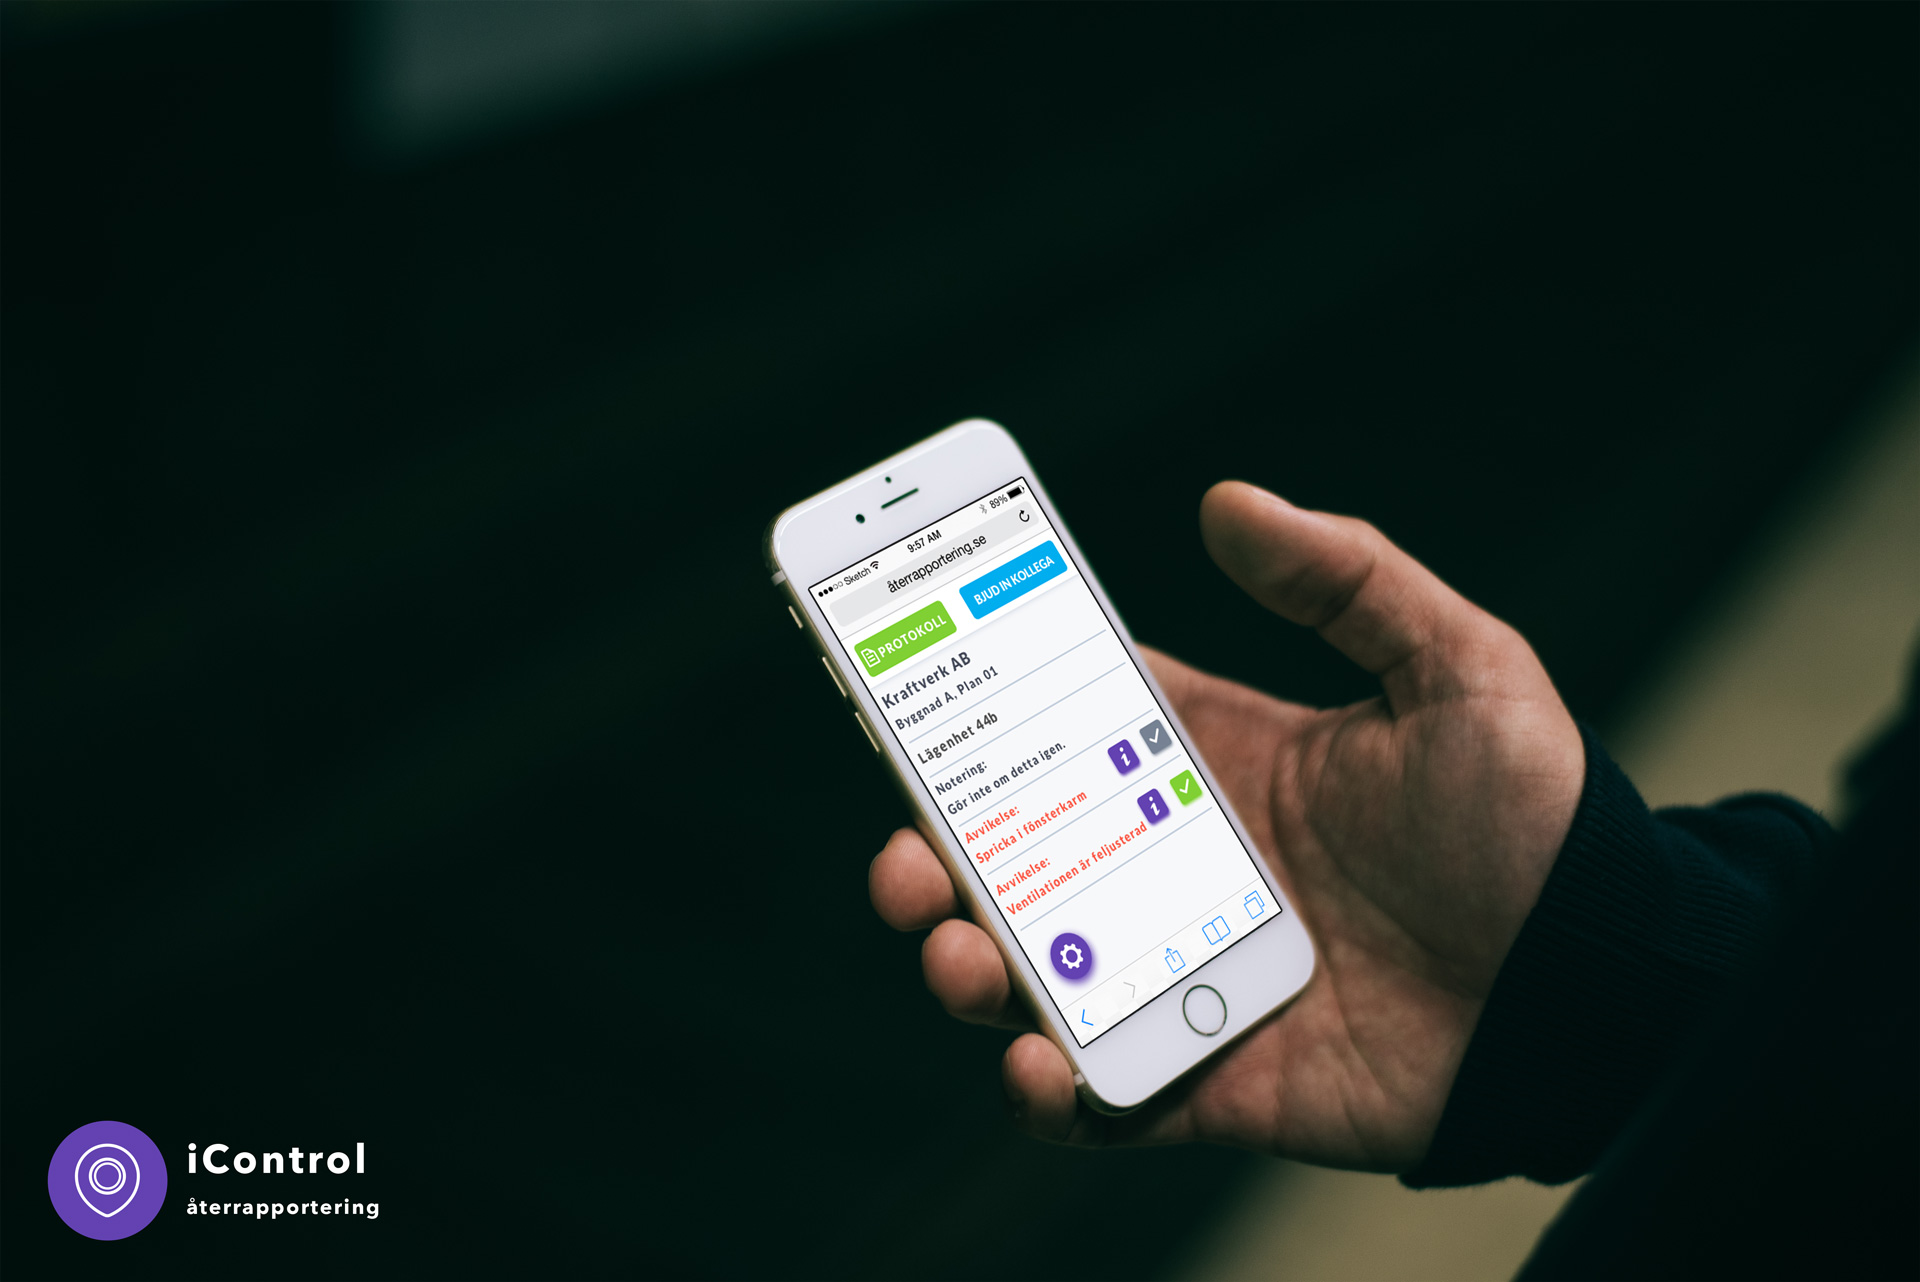 Sketch 9:57 AM 89%
återrapportering.se
PROTOKOLL BJUD IN KOLLEGA
Kraftverk AB
Byggnad A, Plan 01
Lägenhet 44b
Notering:
Gör inte om detta igen.
Avvikelse:
Spricka i fönsterkarm
Avvikelse:
Ventilationen är feljusterad
iControl
återrapportering